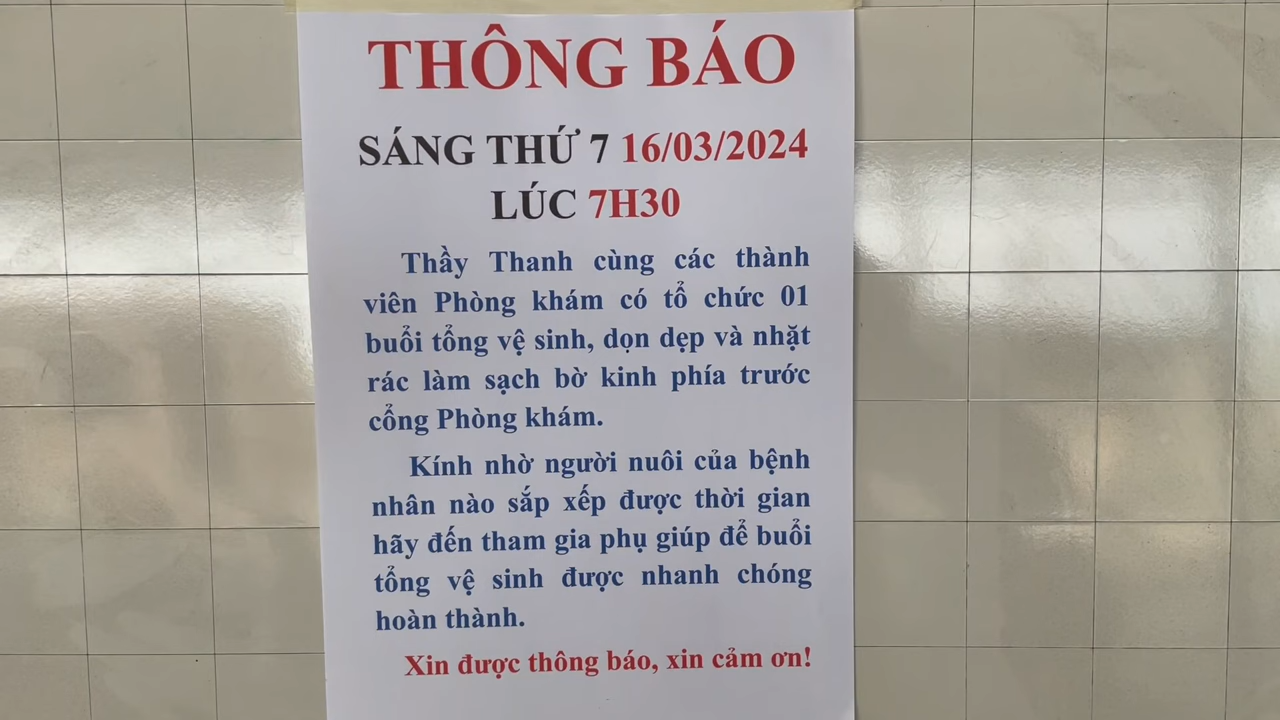 THÔNG BÁO
SÁNG THỨ 7 16/03/2024
LÚC 7H30
Thầy Thanh cùng các thành
viên Phòng khám có tổ chức 01
buổi tổng vệ sinh, dọn dẹp và nhặt
rác làm sạch bờ kinh phía trước
cổng Phòng khám.
Kính nhờ người nuôi của bệnh
nhân nào sắp xếp được thời gian
hãy đến tham gia phụ giúp để buổi
tổng vệ sinh được nhanh chóng
hoàn thành.
Xin được thông báo, xin cảm ơn!